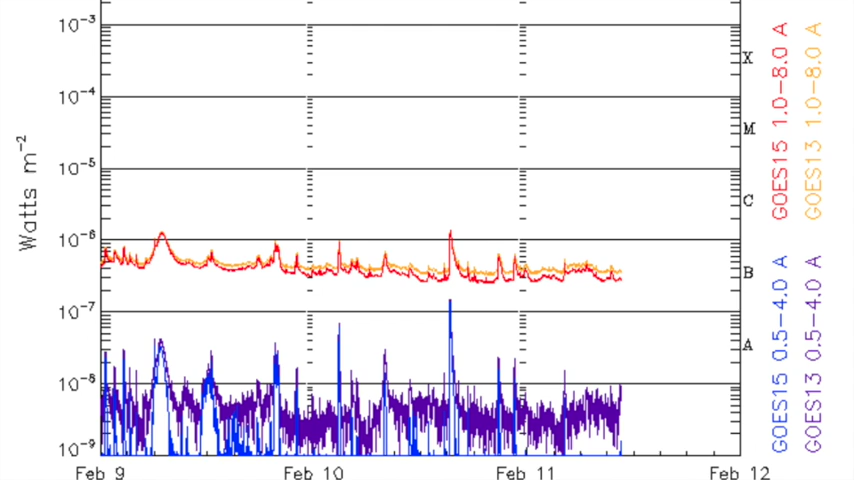 10⁻³
10⁻⁴
10⁻⁵
10⁻⁶
10⁻⁷
10⁻⁸
10⁻⁹
Watts m⁻²
X
M
C
B
A
Feb 9
Feb 10
Feb 11
Feb 12
GOES15 1.0–8.0 A
GOES13 1.0–8.0 A
GOES15 0.5–4.0 A
GOES13 0.5–4.0 A